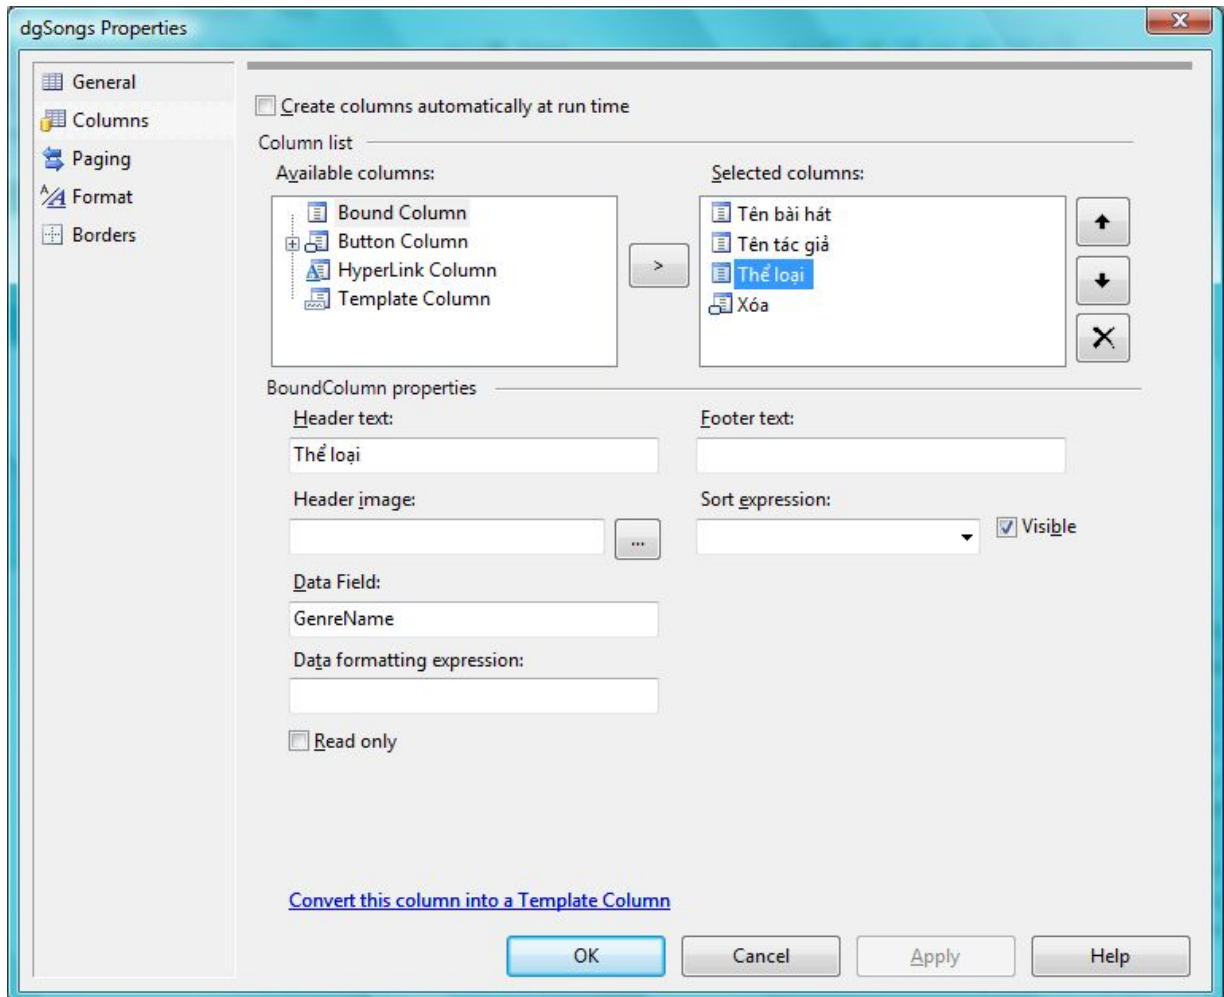 dgSongs Properties
General
Columns
Paging
Format
Borders
Create columns automatically at run time
Column list
Available columns:
Bound Column
Button Column
HyperLink Column
Template Column
>
Selected columns:
Tên bài hát
Tên tác giả
Thể loại
Xóa
BoundColumn properties
Header text:
Thể loại
Footer text:
Header image:
...
Sort expression:
Visible
Data Field:
GenreName
Data formatting expression:
Read only
Convert this column into a Template Column
OK
Cancel
Apply
Help